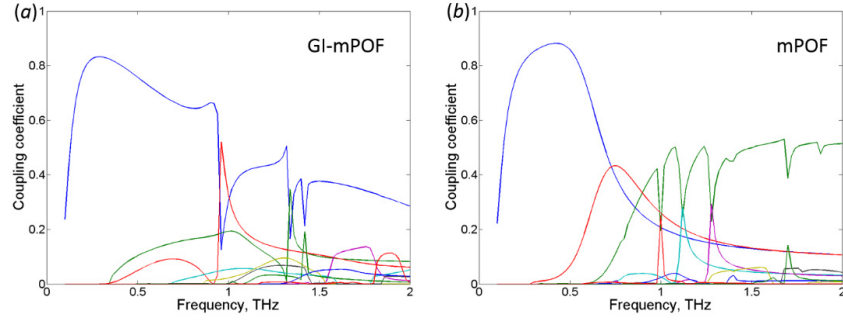 (a)
GI-mPOF
Coupling coefficient
1
0.8
0.6
0.4
0.2
0
0 0.5 1 1.5 2
Frequency, THz
(b)
mPOF
Coupling coefficient
1
0.8
0.6
0.4
0.2
0
0 0.5 1 1.5 2
Frequency, THz